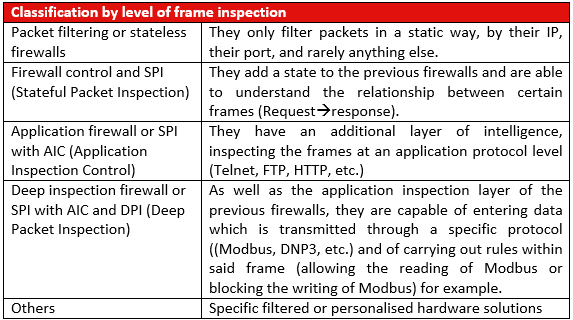 Classification by level of frame inspection
Packet filtering or stateless
firewalls
They only filter packets in a static way, by their IP,
their port, and rarely anything else.
Firewall control and SPI
(Stateful Packet Inspection)
They add a state to the previous firewalls and are able
to understand the relationship between certain
frames (Request→response).
Application firewall or SPI
with AIC (Application
Inspection Control)
They have an additional layer of intelligence,
inspecting the frames at an application protocol level
(Telnet, FTP, HTTP, etc.)
Deep inspection firewall or
SPI with AIC and DPI (Deep
Packet Inspection)
As well as the application inspection layer of the
previous firewalls, they are capable of entering data
which is transmitted through a specific protocol
((Modbus, DNP3, etc.) and of carrying out rules within
said frame (allowing the reading of Modbus or
blocking the writing of Modbus) for example.
Others
Specific filtered or personalised hardware solutions